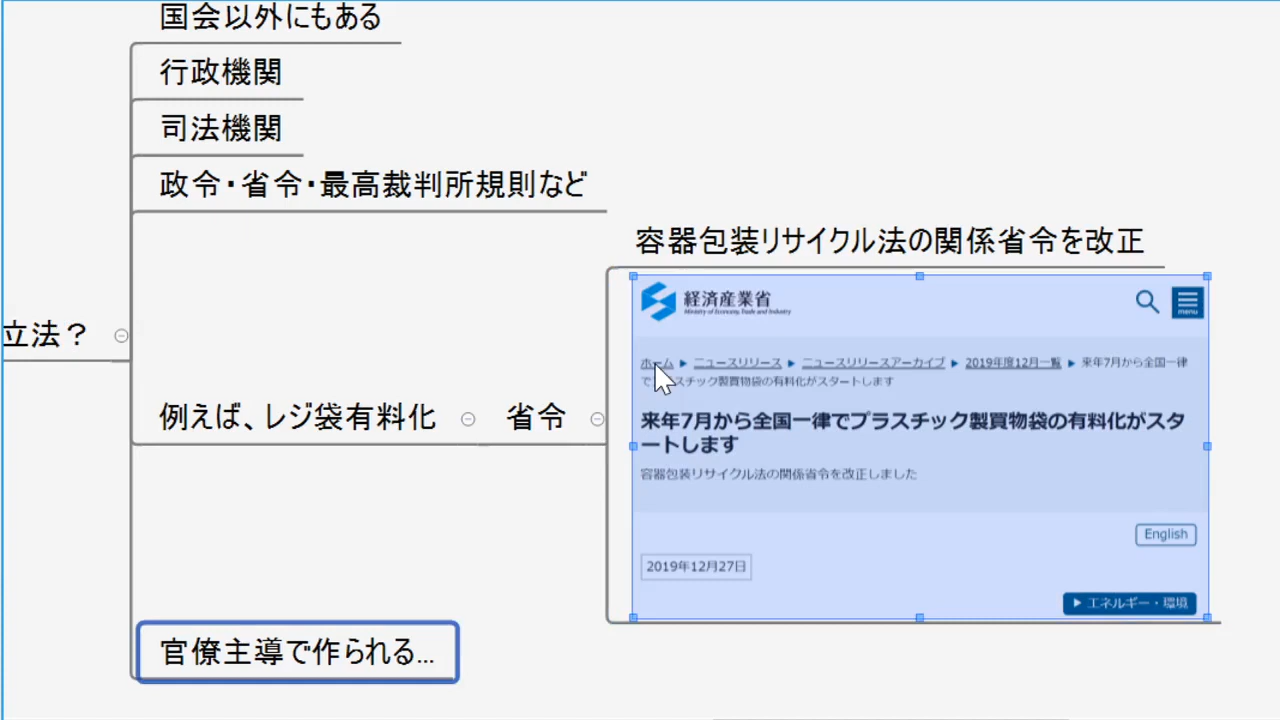 国会以外にもある
行政機関
司法機関
政令・省令・最高裁判所規則など
立法？
例えば、レジ袋有料化
省令
容器包装リサイクル法の関係省令を改正
経済産業省
Ministry of Economy, Trade and Industry
menu
ホーム ▶ ニュースリリース ▶ ニュースリリースアーカイブ ▶ 2019年度12月一覧 ▶ 来年7月から全国一律
でプラスチック製買物袋の有料化がスタートします
来年7月から全国一律でプラスチック製買物袋の有料化がスタ
ートします
容器包装リサイクル法の関係省令を改正しました
English
2019年12月27日
▶ エネルギー・環境
官僚主導で作られる…